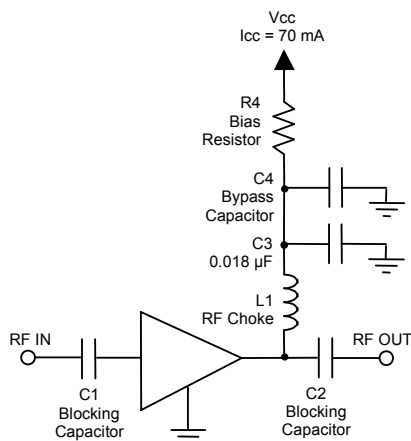 Vcc
Icc = 70 mA
R4
Bias
Resistor
C4
Bypass
Capacitor
C3
0.018 µF
L1
RF Choke
RF IN
RF OUT
C1
Blocking
Capacitor
C2
Blocking
Capacitor